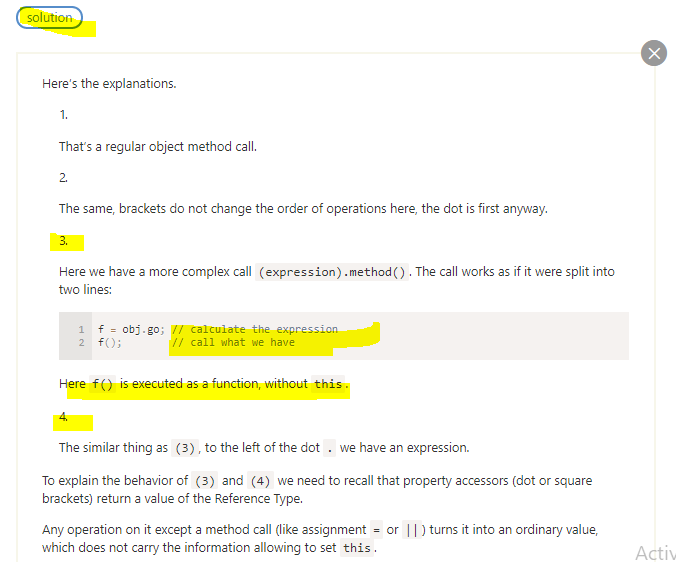 solution
Here's the explanations.
1.
That's a regular object method call.
2.
The same, brackets do not change the order of operations here, the dot is first anyway.
3.
Here we have a more complex call (expression).method(). The call works as if it were split into
two lines:
1 f = obj.go; // calculate the expression
2 f(); // call what we have
Here f() is executed as a function, without this.
4.
The similar thing as (3), to the left of the dot . we have an expression.
To explain the behavior of (3) and (4) we need to recall that property accessors (dot or square
brackets) return a value of the Reference Type.
Any operation on it except a method call (like assignment = or ||) turns it into an ordinary value,
which does not carry the information allowing to set this.
Activ